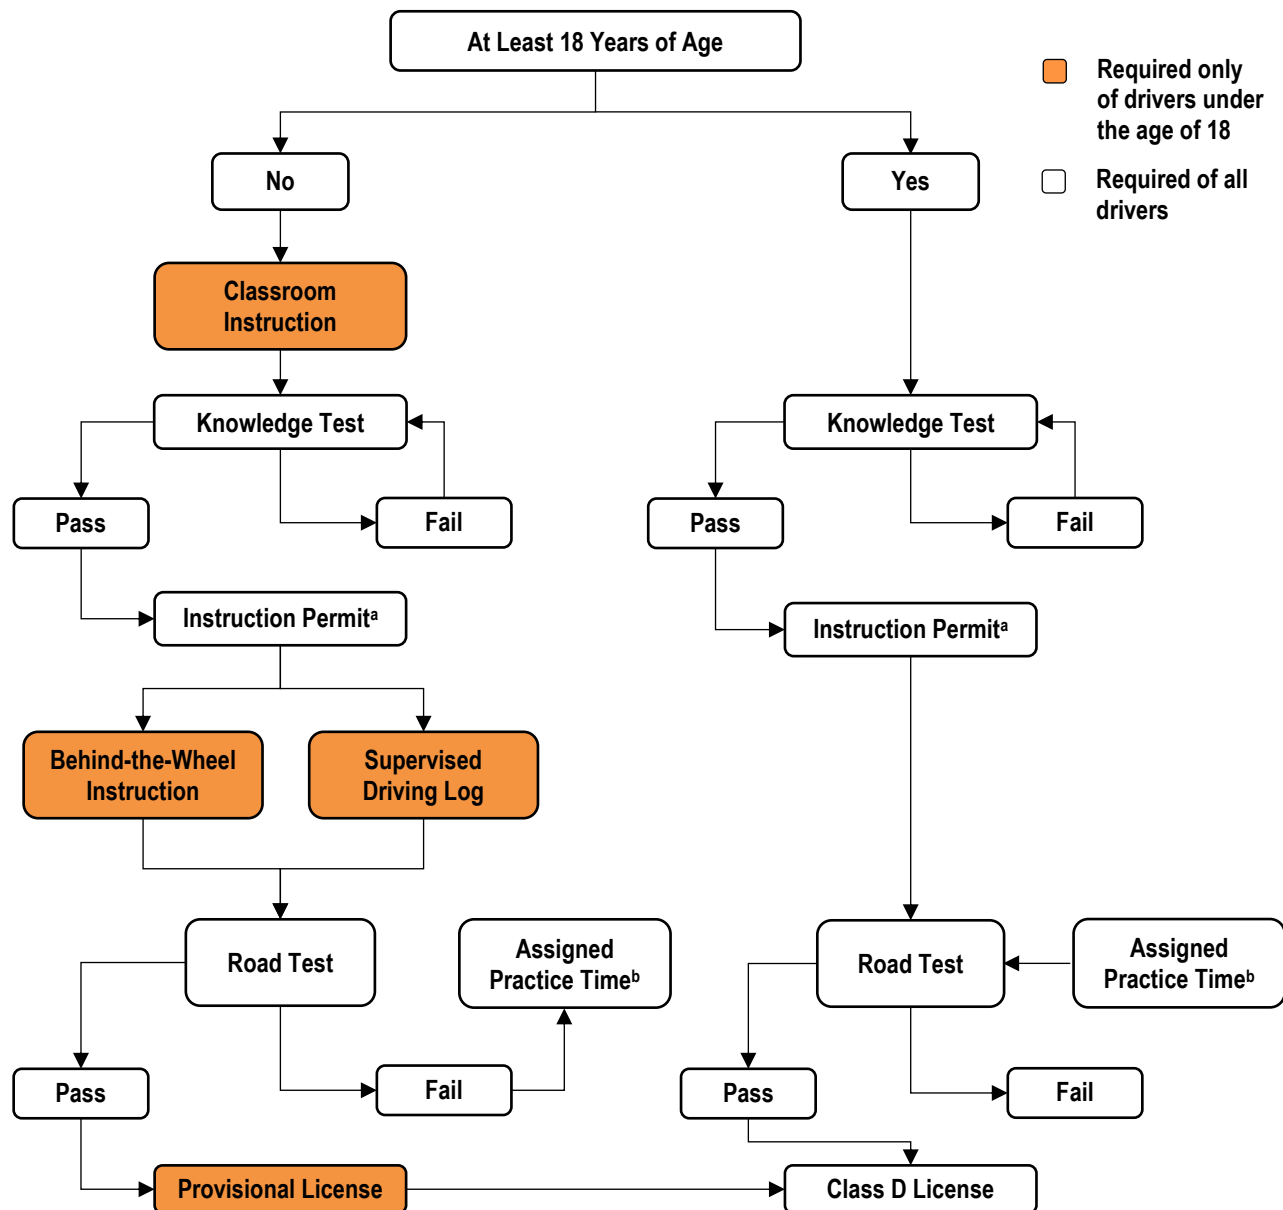 At Least 18 Years of Age
Required only
of drivers under
the age of 18
Required of all
drivers
No
Yes
Classroom
Instruction
Knowledge Test
Knowledge Test
Pass
Fail
Pass
Fail
Instruction Permitᵃ
Instruction Permitᵃ
Behind-the-Wheel
Instruction
Supervised
Driving Log
Road Test
Assigned
Practice Timeᵇ
Road Test
Assigned
Practice Timeᵇ
Pass
Fail
Pass
Fail
Provisional License
Class D License